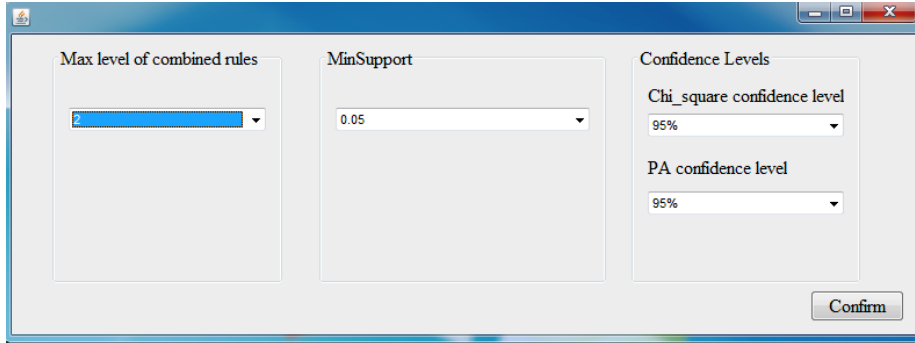 Max level of combined rules
2
MinSupport
0.05
Confidence Levels
Chi_square confidence level
95%
PA confidence level
95%
Confirm